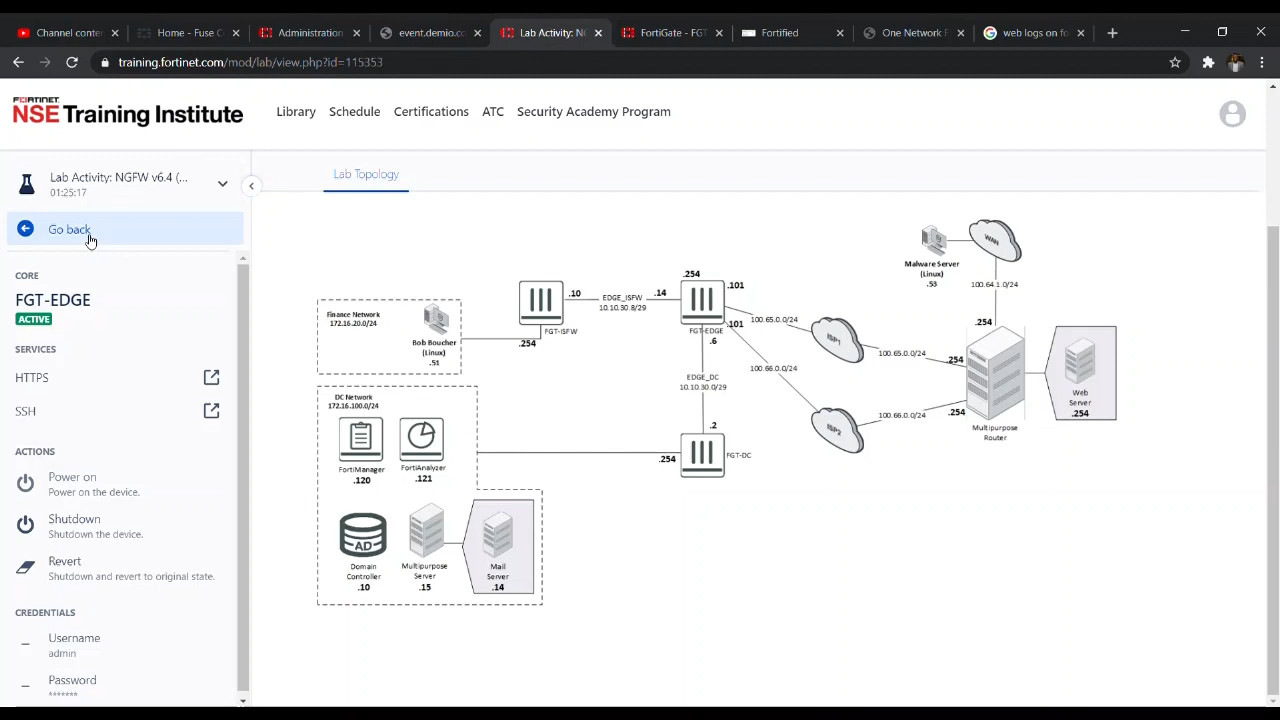 Channel conter
Home - Fuse C
Administration
event.demio.cc
Lab Activity: NC
FortiGate - FGT
Fortified
One Network F
web logs on fo
training.fortinet.com/mod/lab/view.php?id=115353
FORTINET
NSE Training Institute
Library
Schedule
Certifications
ATC
Security Academy Program
Lab Activity: NGFW v6.4 (...
01:25:17
Go back
CORE
FGT-EDGE
ACTIVE
SERVICES
HTTPS
SSH
ACTIONS
Power on
Power on the device.
Shutdown
Shutdown the device.
Revert
Shutdown and revert to original state.
CREDENTIALS
Username
admin
Password
*******
Lab Topology
Finance Network
172.16.20.0/24
Bob Boucher
(Linux)
.51
.10
FGT-ISFW
.254
EDGE_ISFW
10.10.30.8/29
.14
.254
.101
FGT-EDGE
.101
.6
EDGE_DC
10.10.30.0/29
.2
.254
FGT-DC
100.65.0.0/24
ISP1
100.65.0.0/24
.254
100.66.0.0/24
ISP2
100.66.0.0/24
.254
Malware Server
(Linux)
.53
WAN
100.64.1.0/24
.254
Multipurpose
Router
Web
Server
.254
DC Network
172.16.100.0/24
FortiManager
.120
FortiAnalyzer
.121
AD
Domain
Controller
.10
Multipurpose
Server
.15
Mail
Server
.14